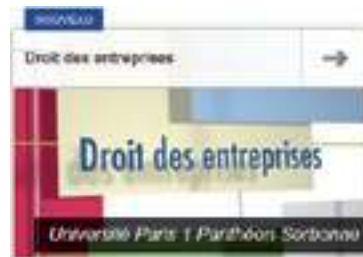 NOUVEAU
Droit des entreprises
Droit des entreprises
Université Paris 1 Panthéon Sorbonne